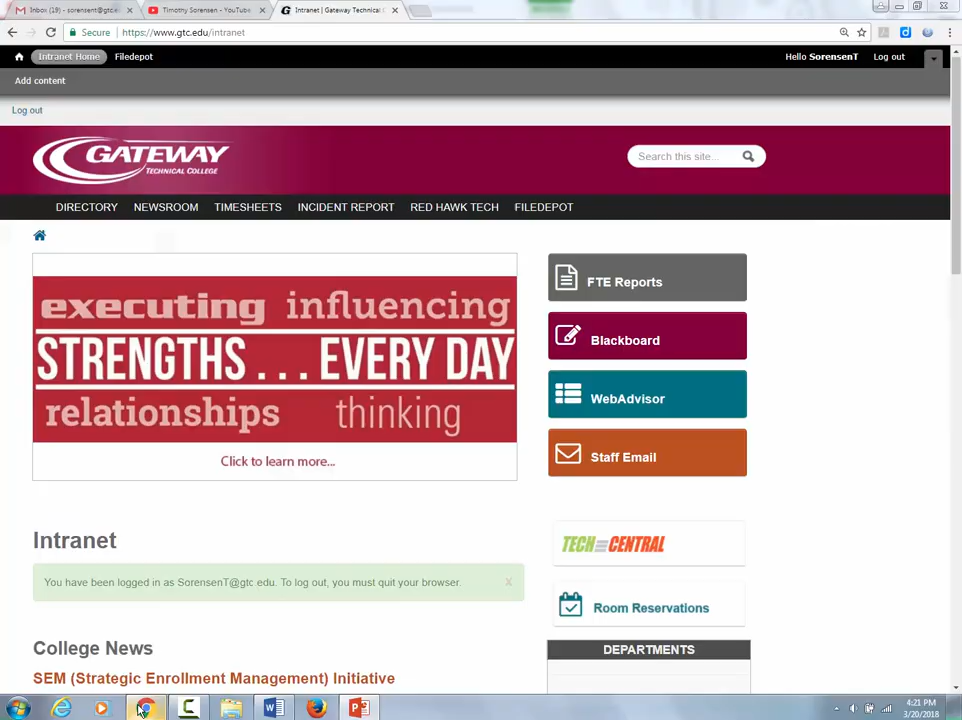 Inbox (19) - sorensent@gtc
Timothy Sorensen - YouTube
Intranet | Gateway Technical C
Secure
https://www.gtc.edu/intranet
Intranet Home
Filedepot
Hello SorensenT
Log out
Add content
Log out
GATEWAY
TECHNICAL COLLEGE
Search this site...
DIRECTORY
NEWSROOM
TIMESHEETS
INCIDENT REPORT
RED HAWK TECH
FILEDEPOT
executing influencing
STRENGTHS . . . EVERY DAY
relationships thinking
Click to learn more...
FTE Reports
Blackboard
WebAdvisor
Staff Email
Intranet
TECH CENTRAL
You have been logged in as SorensenT@gtc.edu. To log out, you must quit your browser.
x
Room Reservations
College News
DEPARTMENTS
SEM (Strategic Enrollment Management) Initiative
4:21 PM
3/20/2018